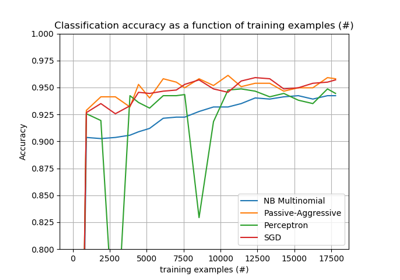 Classification accuracy as a function of training examples (#)
1.000
0.975
0.950
0.925
0.900
0.875
0.850
0.825
0.800
Accuracy
NB Multinomial
Passive-Aggressive
Perceptron
SGD
0 2500 5000 7500 10000 12500 15000 17500
training examples (#)